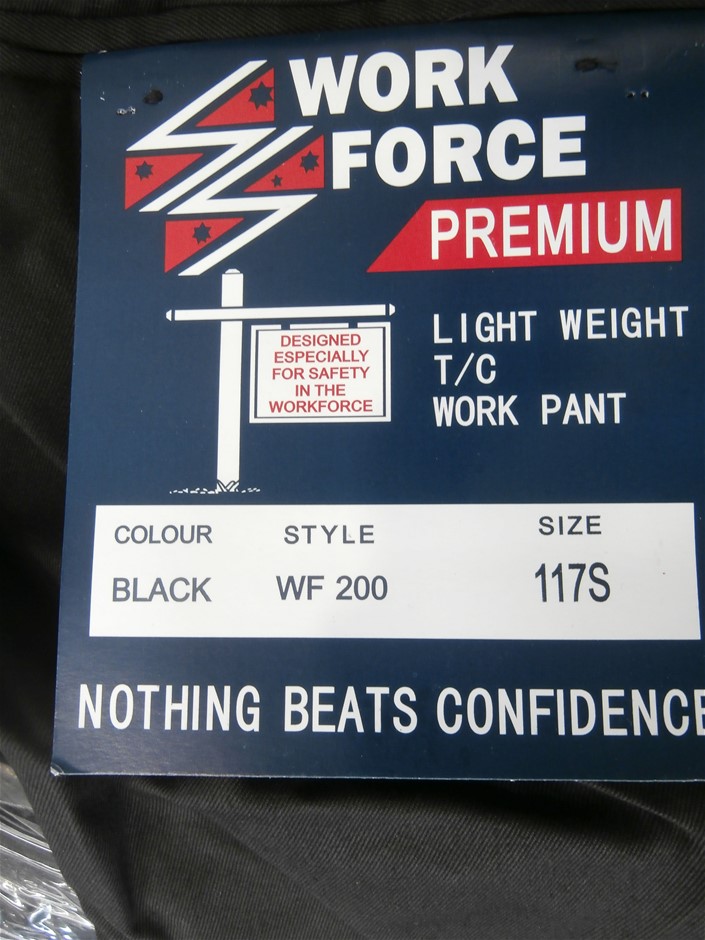 WORK
FORCE
PREMIUM
DESIGNED
ESPECIALLY
FOR SAFETY
IN THE
WORKFORCE
LIGHT WEIGHT
T/C
WORK PANT
COLOUR STYLE SIZE
BLACK WF 200 117S
NOTHING BEATS CONFIDENCE